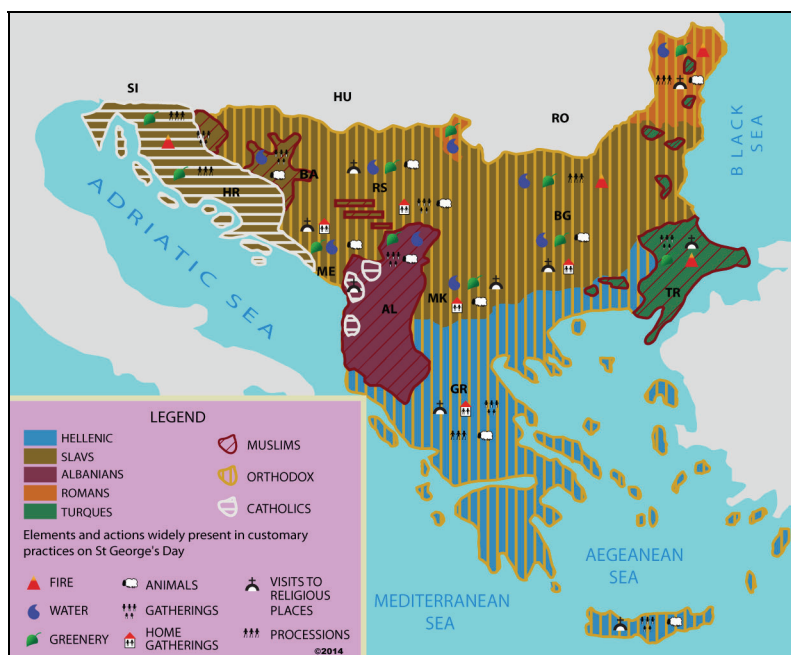 SI
HU
RO
BLACK
SEA
HR
BA
RS
BG
ADRIATIC SEA
ME
MK
AL
TR
GR
LEGEND
HELLENIC
SLAVS
ALBANIANS
ROMANS
TURQUES
MUSLIMS
ORTHODOX
CATHOLICS
Elements and actions widely present in customary
practices on St George's Day
FIRE
WATER
GREENERY
ANIMALS
GATHERINGS
HOME
GATHERINGS
VISITS TO
RELIGIOUS
PLACES
PROCESSIONS
©2014
MEDITERRANEAN
SEA
AEGEANEAN
SEA